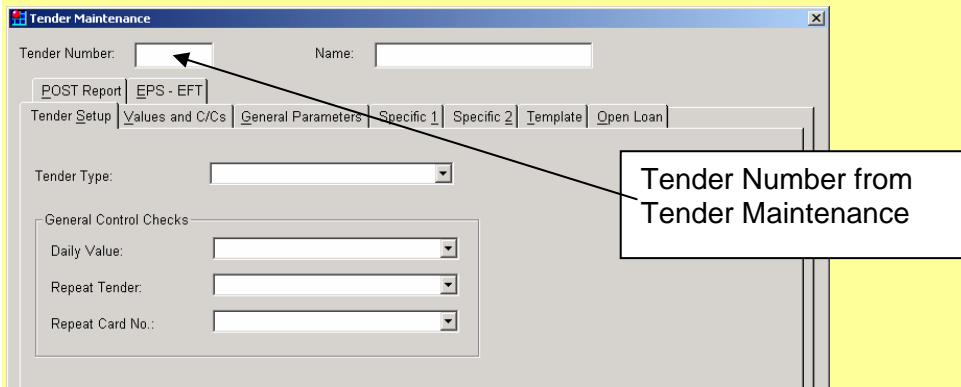 Tender Maintenance
Tender Number: Name:
POST Report EPS - EFT
Tender Setup Values and C/Cs General Parameters Specific 1 Specific 2 Template Open Loan
Tender Type:
General Control Checks
Daily Value:
Repeat Tender:
Repeat Card No.:
Tender Number from
Tender Maintenance